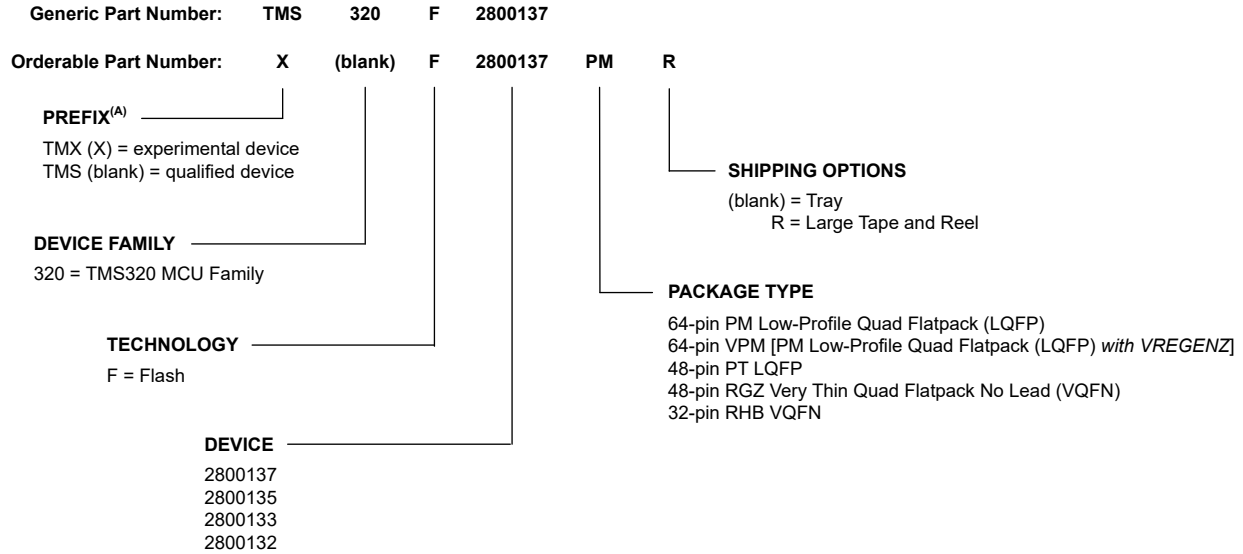 Generic Part Number: TMS 320 F 2800137
Orderable Part Number: X (blank) F 2800137 PM R
PREFIX(A)
TMX (X) = experimental device
TMS (blank) = qualified device
SHIPPING OPTIONS
(blank) = Tray
R = Large Tape and Reel
DEVICE FAMILY
320 = TMS320 MCU Family
PACKAGE TYPE
64-pin PM Low-Profile Quad Flatpack (LQFP)
64-pin VPM [PM Low-Profile Quad Flatpack (LQFP) with VREGENZ]
48-pin PT LQFP
48-pin RGZ Very Thin Quad Flatpack No Lead (VQFN)
32-pin RHB VQFN
TECHNOLOGY
F = Flash
DEVICE
2800137
2800135
2800133
2800132